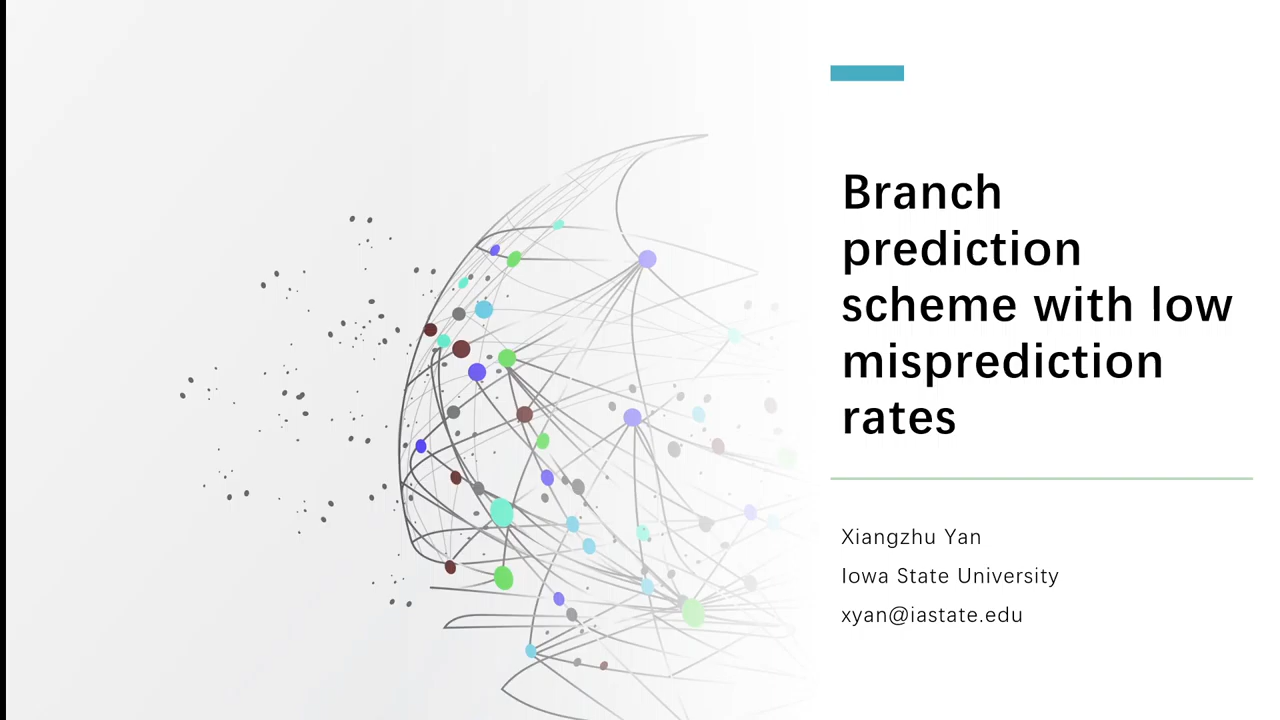 Branch
prediction
scheme with low
misprediction
rates
Xiangzhu Yan
Iowa State University
xyan@iastate.edu